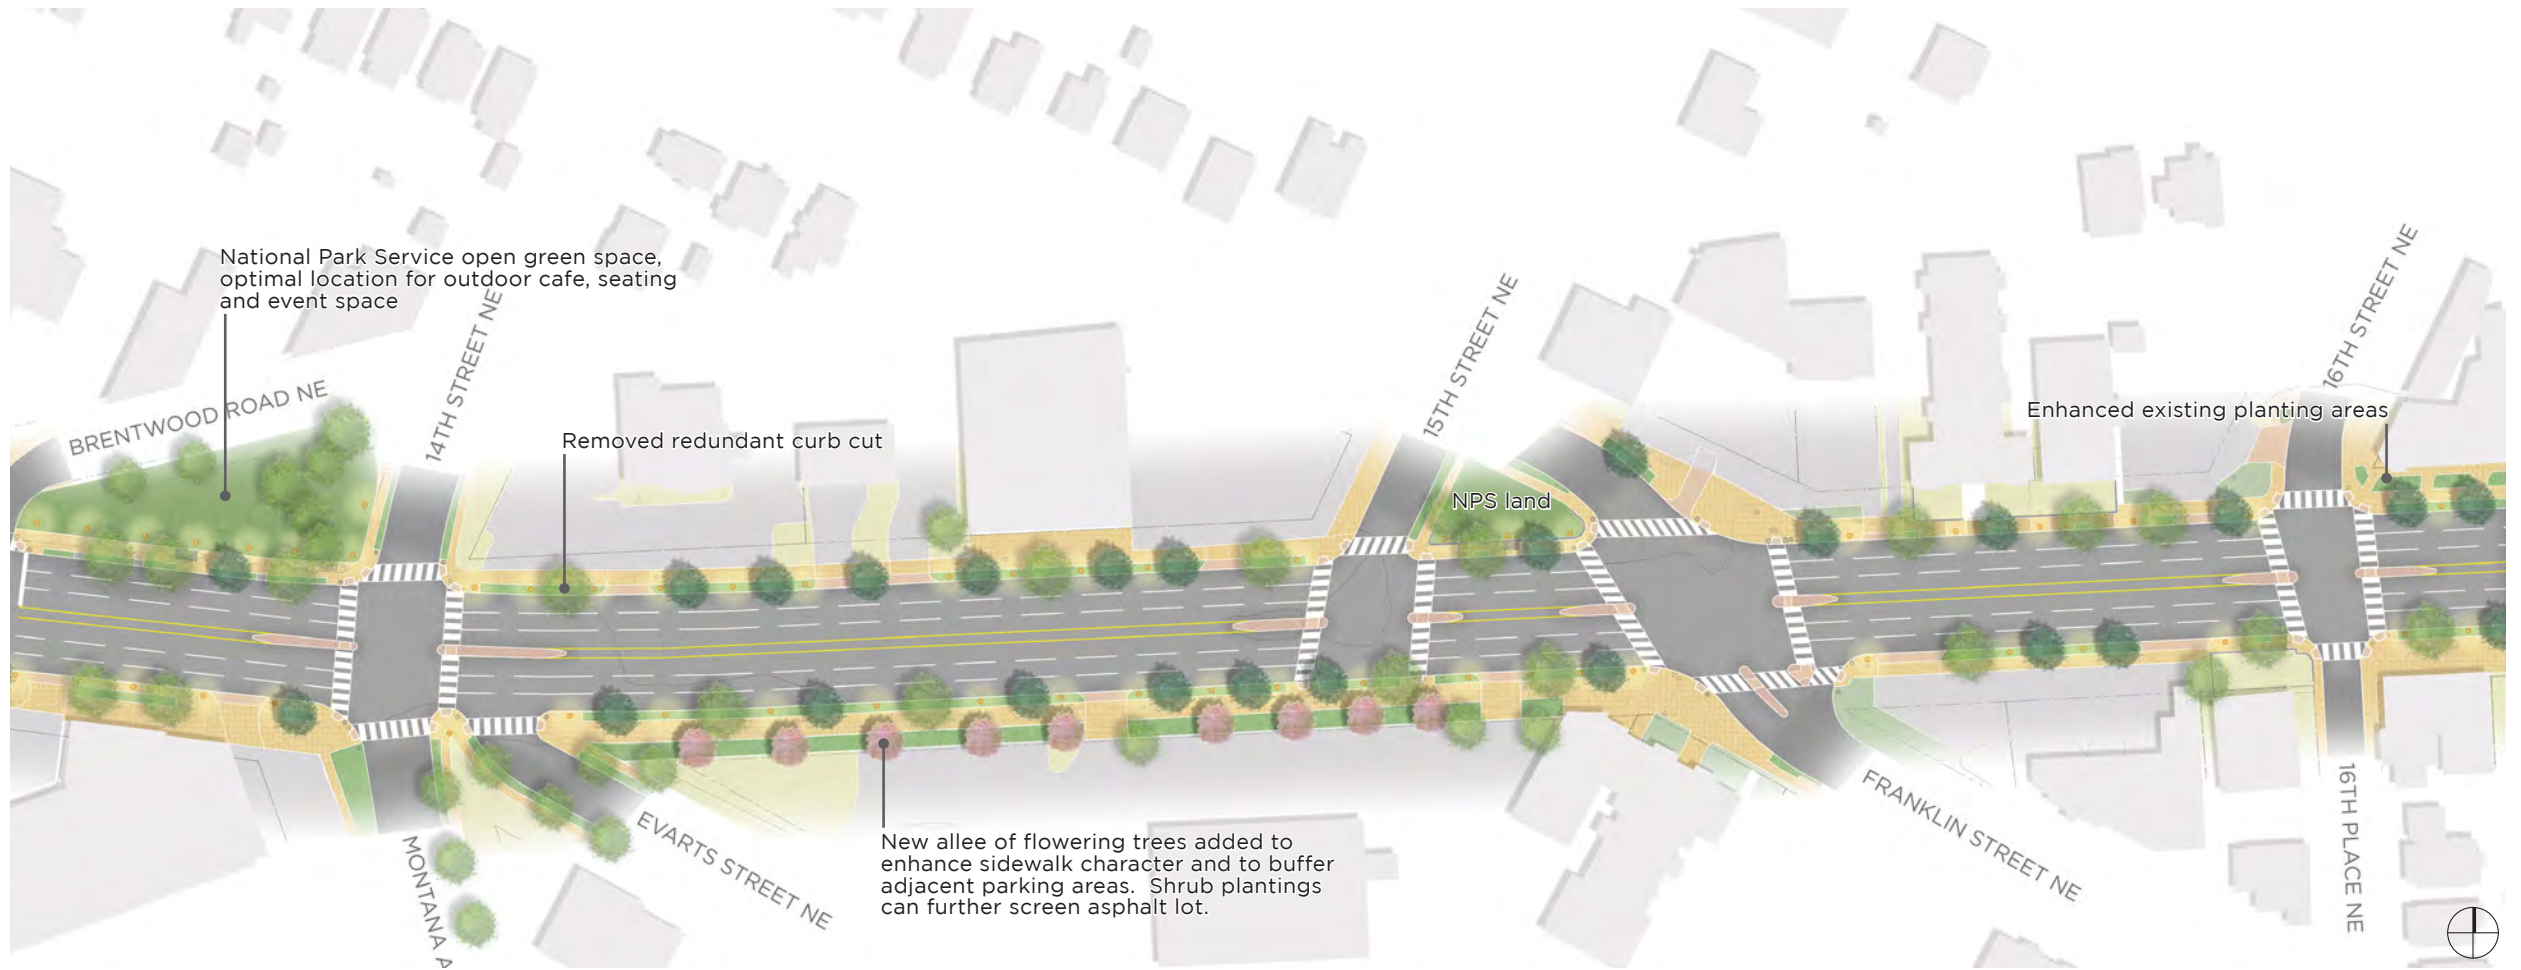 National Park Service open green space,
optimal location for outdoor cafe, seating
and event space
BRENTWOOD ROAD NE
14TH STREET NE
Removed redundant curb cut
15TH STREET NE
NPS land
16TH STREET NE
Enhanced existing planting areas
MONTANA A
EVARTS STREET NE
New allee of flowering trees added to
enhance sidewalk character and to buffer
adjacent parking areas.  Shrub plantings
can further screen asphalt lot.
FRANKLIN STREET NE
16TH PLACE NE